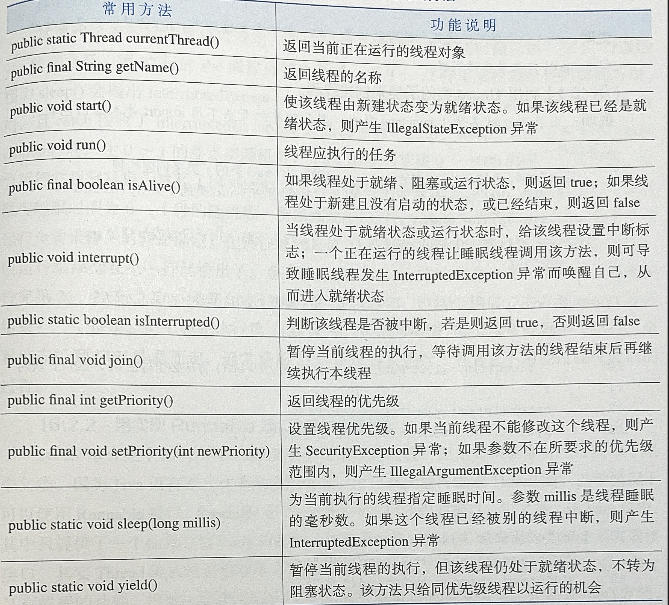 常用方法
功能说明
public static Thread currentThread()
返回当前正在运行的线程对象
public final String getName()
返回线程的名称
public void start()
使该线程由新建状态变为就绪状态。如果该线程已经是就
绪状态，则产生 IllegalStateException 异常
public void run()
线程应执行的任务
public final boolean isAlive()
如果线程处于就绪、阻塞或运行状态，则返回 true；如果线
程处于新建且没有启动的状态，或已经结束，则返回 false
public void interrupt()
当线程处于就绪状态或运行状态时，给该线程设置中断标
志；一个正在运行的线程让睡眠线程调用该方法，则可导
致睡眠线程发生 InterruptedException 异常而唤醒自己，从
而进入就绪状态
public static boolean isInterrupted()
判断该线程是否被中断，若是则返回 true，否则返回 false
public final void join()
暂停当前线程的执行，等待调用该方法的线程结束后再继
续执行本线程
public final int getPriority()
返回线程的优先级
public final void setPriority(int newPriority)
设置线程优先级。如果当前线程不能修改这个线程，则产
生 SecurityException 异常；如果参数不在所要求的优先级
范围内，则产生 IllegalArgumentException 异常
public static void sleep(long millis)
为当前执行的线程指定睡眠时间。参数 millis 是线程睡眠
的毫秒数。如果这个线程已经被别的线程中断，则产生
InterruptedException 异常
public static void yield()
暂停当前线程的执行，但该线程仍处于就绪状态，不转为
阻塞状态。该方法只给同优先级线程以运行的机会